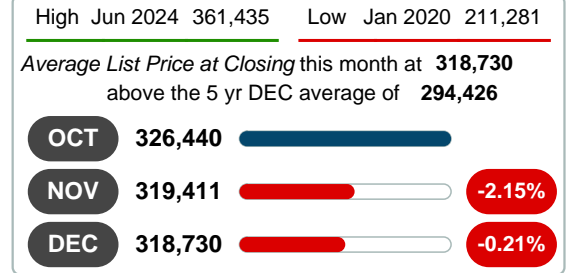 High Jun 2024 361,435 Low Jan 2020 211,281
Average List Price at Closing this month at 318,730
above the 5 yr DEC average of 294,426
OCT 326,440
NOV 319,411 -2.15%
DEC 318,730 -0.21%